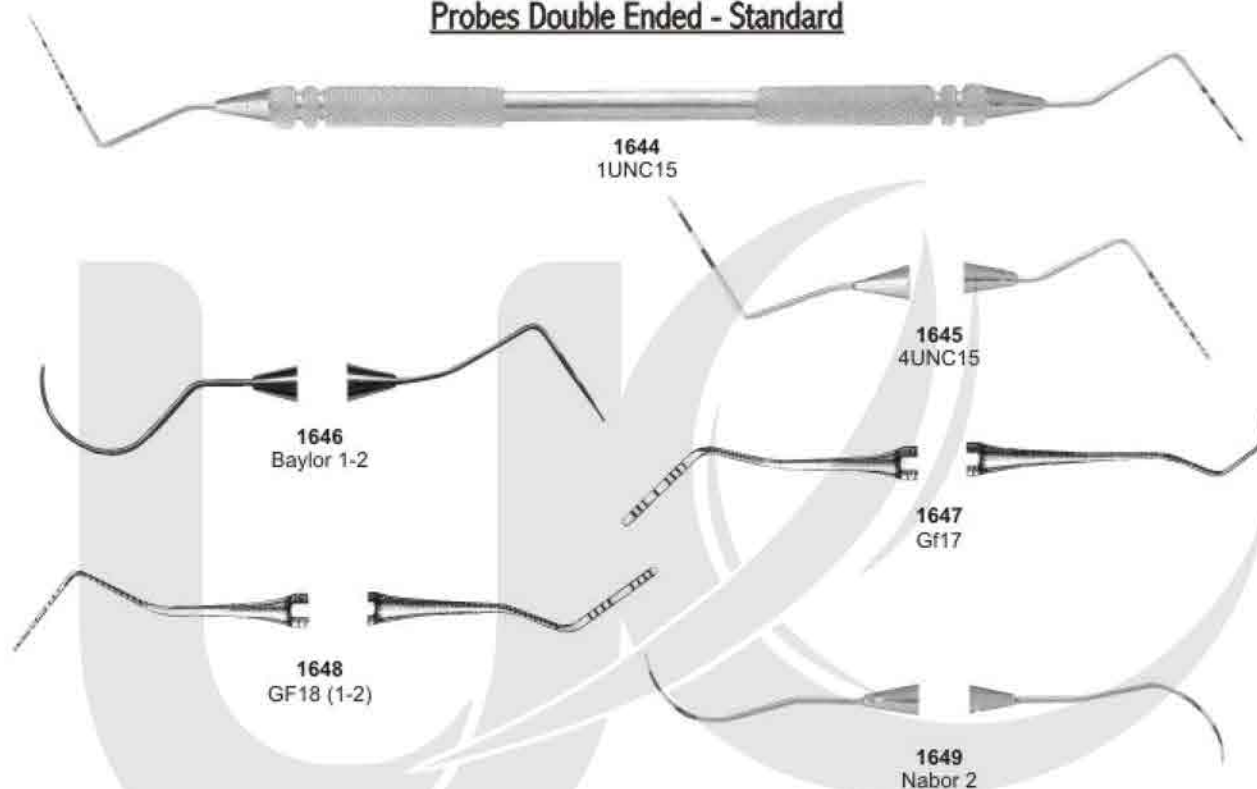 Probes Double Ended - Standard
1644
1UNC15
1645
4UNC15
1646
Baylor 1-2
1647
Gf17
1648
GF18 (1-2)
1649
Nabor 2